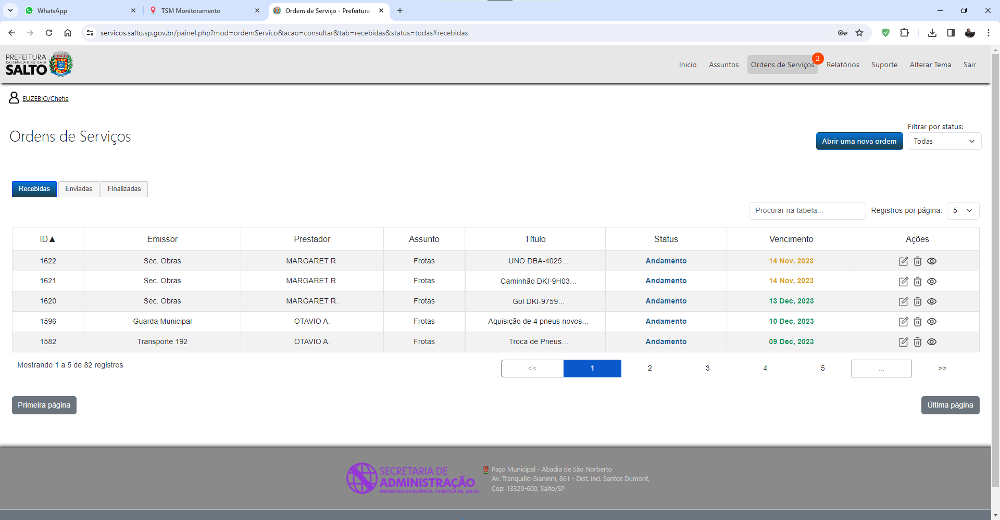 WhatsApp
TSM Monitoramento
Ordem de Serviço - Prefeitura
servicos.salto.sp.gov.br/painel.php?mod=ordemServico&acao=consultar&tab=recebidas&status=todas#recebidas
PREFEITURA
DA ESTÂNCIA TURÍSTICA DE
SALTO
Inicio Assuntos Ordens de Serviços 2 Relatórios Suporte Alterar Tema Sair
EUZEBIO/Chefia
Ordens de Serviços
Filtrar por status:
Abrir uma nova ordem Todas
Recebidas Enviadas Finalizadas
Procurar na tabela... Registros por página: 5
ID▲ Emissor Prestador Assunto Título Status Vencimento Ações
1622 Sec. Obras MARGARET R. Frotas UNO DBA-4025... Andamento 14 Nov, 2023
1621 Sec. Obras MARGARET R. Frotas Caminhão DKI-9H03... Andamento 14 Nov, 2023
1620 Sec. Obras MARGARET R. Frotas Gol DKI-9759... Andamento 13 Dec, 2023
1596 Guarda Municipal OTAVIO A. Frotas Aquisição de 4 pneus novos... Andamento 10 Dec, 2023
1582 Transporte 192 OTAVIO A. Frotas Troca de Pneus... Andamento 09 Dec, 2023
Mostrando 1 a 5 de 82 registros
<< 1 2 3 4 5 ... >>
Primeira página Última página
SECRETARIA DE
ADMINISTRAÇÃO
PREFEITURA DA ESTÂNCIA TURÍSTICA DE SALTO
Paço Municipal - Abadia de São Norberto
Av. Tranquillo Gianinni, 861 - Dist. Ind. Santos Dumont,
Cep: 13329-600, Salto/SP